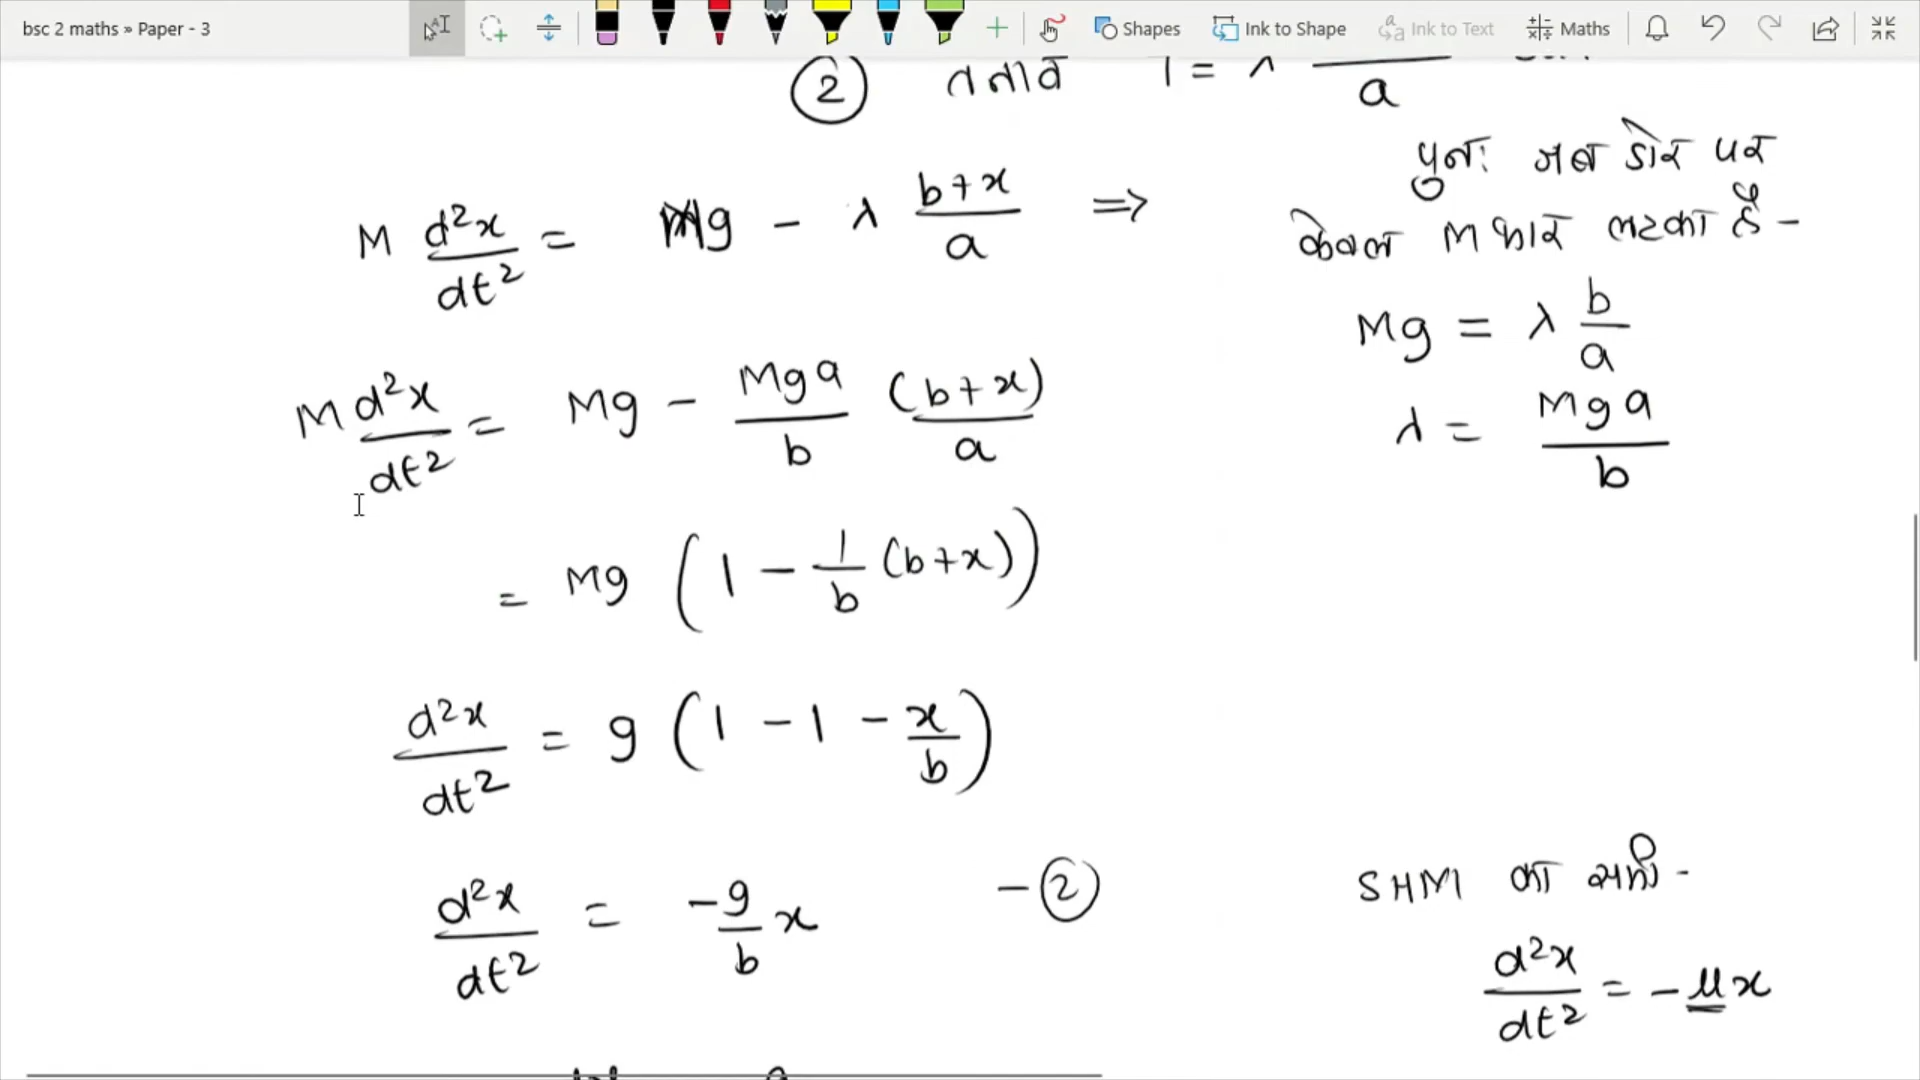 bsc 2 maths » Paper - 3 Shapes Ink to Shape Ink to Text Maths
② तनाव T = λ ― a
M d²x/dt² = Mg - λ (b+x)/a ⇒
M d²x/dt² = Mg - Mga/b (b+x)/a
= Mg (1 - 1/b (b+x))
d²x/dt² = g (1 - 1 - x/b)
d²x/dt² = -g/b x -②
पुनः जब डोर पर
केवल M भार लटका है -
Mg = λ b/a
λ = Mga/b
SHM का समी० -
d²x/dt² = -μx